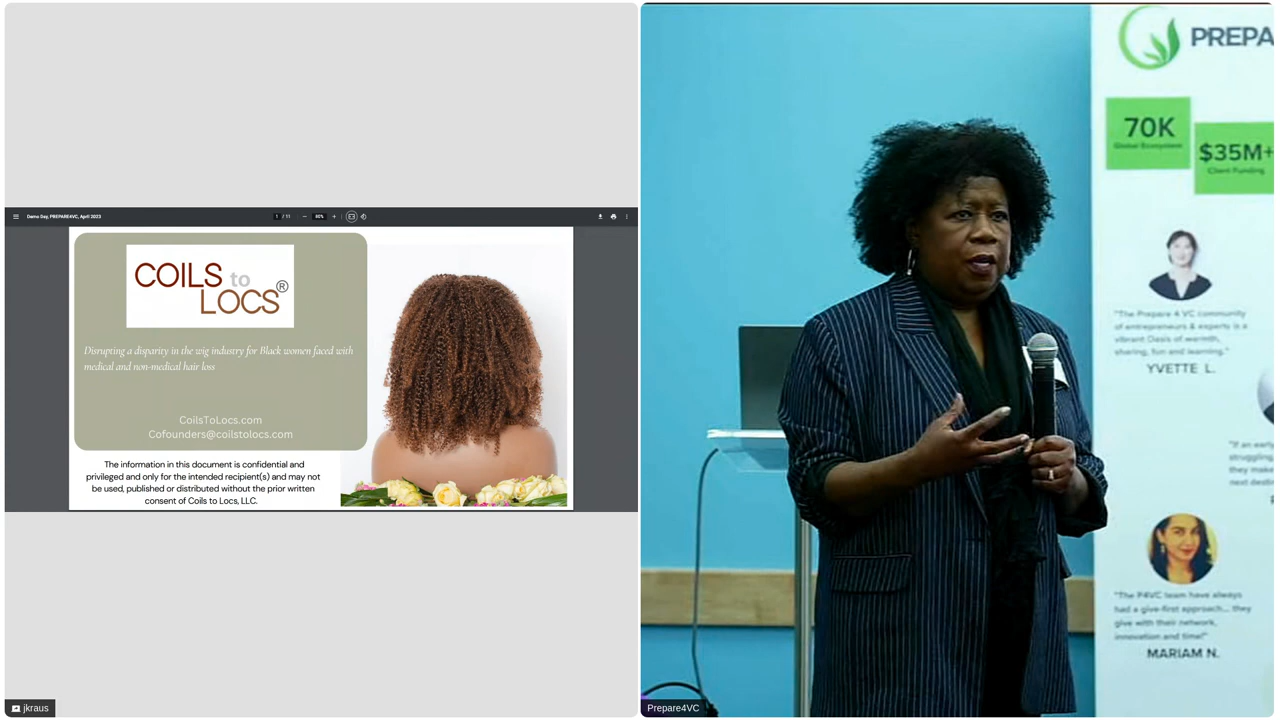 Demo Day, PREPARE4VC, April 2023
1 / 11
80%
COILS to
LOCS®
Disrupting a disparity in the wig industry for Black women faced with
medical and non-medical hair loss
CoilsToLocs.com
Cofounders@coilstolocs.com
The information in this document is confidential and
privileged and only for the intended recipient(s) and may not
be used, published or distributed without the prior written
consent of Coils to Locs, LLC.
jkraus
PREPA
70K
Global Ecosystem
$35M+
Client Funding
"The Prepare 4 VC community
of entrepreneurs & experts is a
vibrant Oasis of warmth,
sharing, fun and learning."
YVETTE L.
"If an early
struggling,
they make
next destin
"The P4VC team have always
had a give-first approach... they
give with their network,
innovation and time!"
MARIAM N.
Prepare4VC